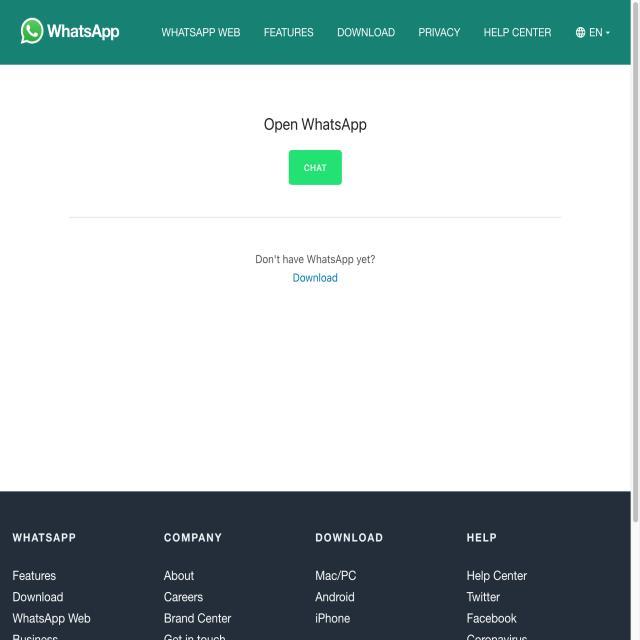 WhatsApp
WHATSAPP WEB FEATURES DOWNLOAD PRIVACY HELP CENTER EN
Open WhatsApp
CHAT
Don't have WhatsApp yet?
Download
WHATSAPP COMPANY DOWNLOAD HELP
Features About Mac/PC Help Center
Download Careers Android Twitter
WhatsApp Web Brand Center iPhone Facebook
Business Get in touch Coronavirus